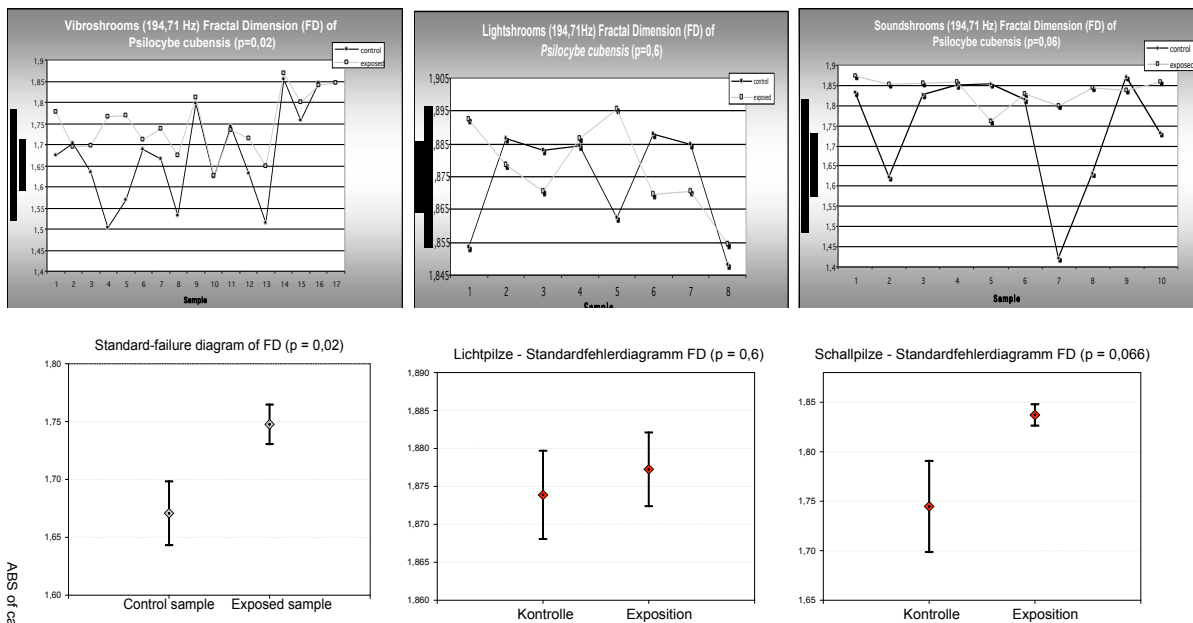 Vibroshrooms (194,71 Hz) Fractal Dimension (FD) of
Psilocybe cubensis (p=0,02)
control
exposed
1,9
1,85
1,8
1,75
1,7
1,65
1,6
1,55
1,5
1,45
1,4
1 2 4 5 6 7 8 9 10 11 12 13 14 15 16 17
Sample
Lightshrooms (194,71Hz) Fractal Dimension (FD) of
Psilocybe cubensis (p=0,6)
control
exposed
1,905
1,895
1,885
1,875
1,865
1,855
1,845
1 2 3 4 5 6 7 8
Sample
Soundshrooms (194,71 Hz) Fractal Dimension (FD) of
Psilocybe cubensis (p=0,06)
control
exposed
1,9
1,85
1,8
1,75
1,7
1,65
1,6
1,55
1,5
1,45
1,4
1 2 3 4 5 6 7 8 9 10
Sample
Standard-failure diagram of FD (p = 0,02)
1,80
1,75
1,70
1,65
1,60
Control sample Exposed sample
ABS of ca
Lichtpilze - Standardfehlerdiagramm FD (p = 0,6)
1,890
1,885
1,880
1,875
1,870
1,865
1,860
Kontrolle Exposition
Schallpilze - Standardfehlerdiagramm FD (p = 0,066)
1,85
1,80
1,75
1,70
Kontrolle Exposition